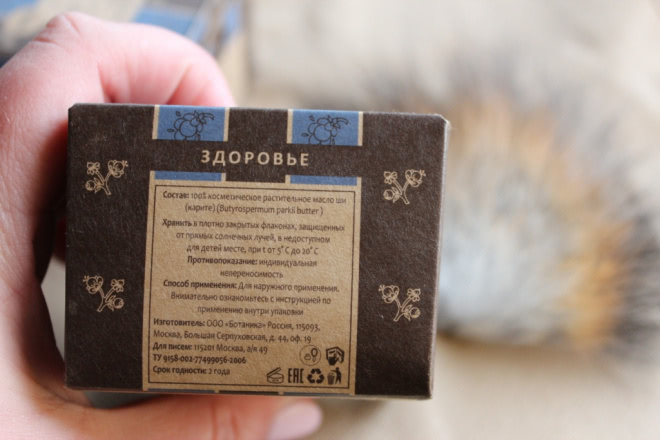 ЗДОРОВЬЕ
Состав: 100% косметическое растительное масло ши
(карите) (Butyrospermum parkii butter )
Хранить в плотно закрытых флаконах, защищенных
от прямых солнечных лучей, в недоступном
для детей месте, при t от 5° С до 20° С
Противопоказание: индивидуальная
непереносимость
Способ применения: Для наружного применения.
Внимательно ознакомьтесь с инструкцией по
применению внутри упаковки
Изготовитель: ООО «Ботаника» Россия, 115093,
Москва, Большая Серпуховская, д. 44, оф. 19
Для писем: 115201 Москва, а/я 49
ТУ 9158-002-77499056-2006
Срок годности: 2 года
EAC